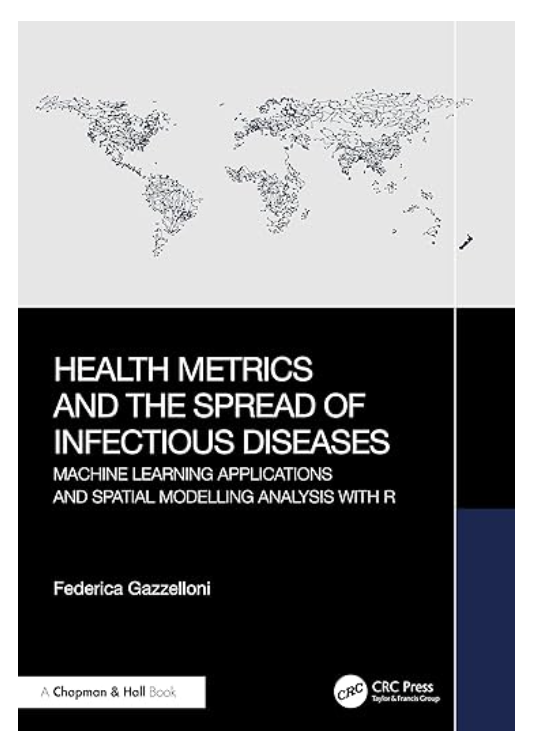 HEALTH METRICS
AND THE SPREAD OF
INFECTIOUS DISEASES
MACHINE LEARNING APPLICATIONS
AND SPATIAL MODELLING ANALYSIS WITH R
Federica Gazzelloni
A Chapman & Hall Book
CRC CRC Press
Taylor & Francis Group